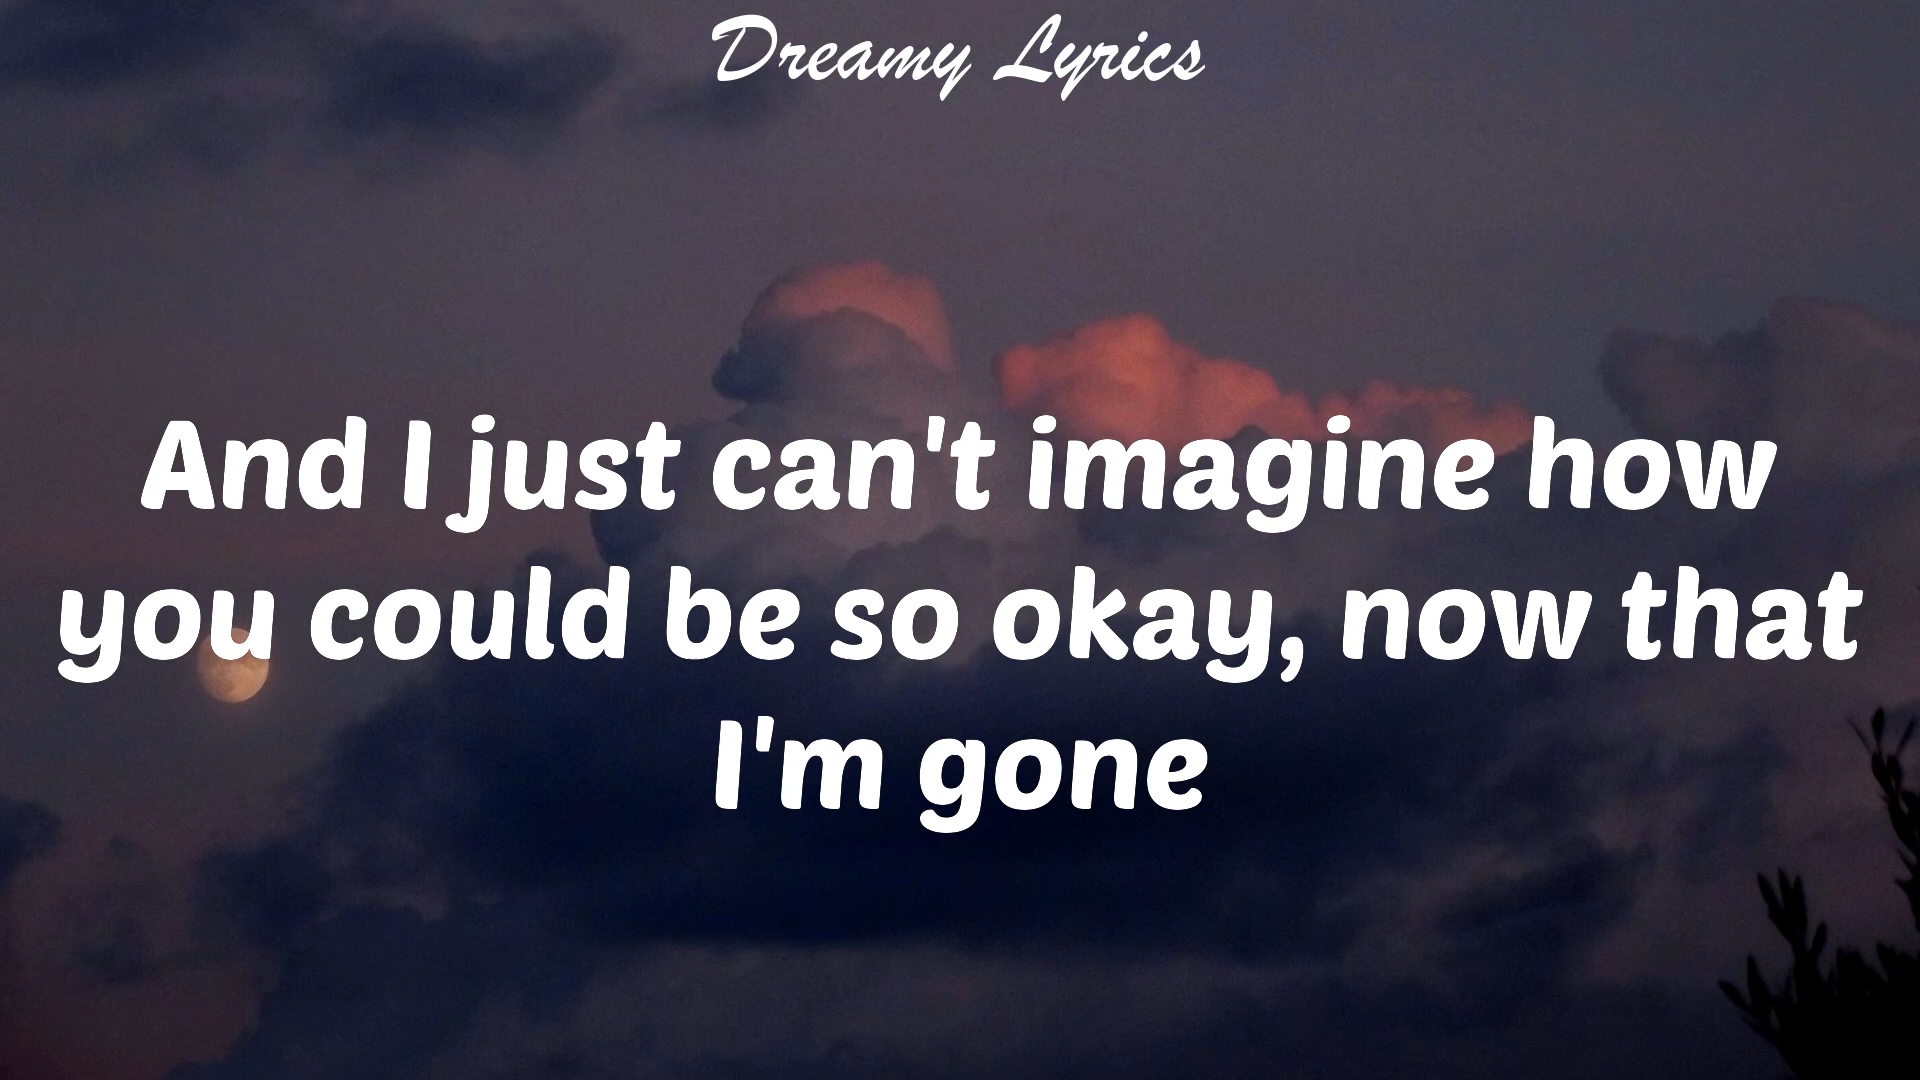 Dreamy Lyrics
And I just can't imagine how
you could be so okay, now that
I'm gone